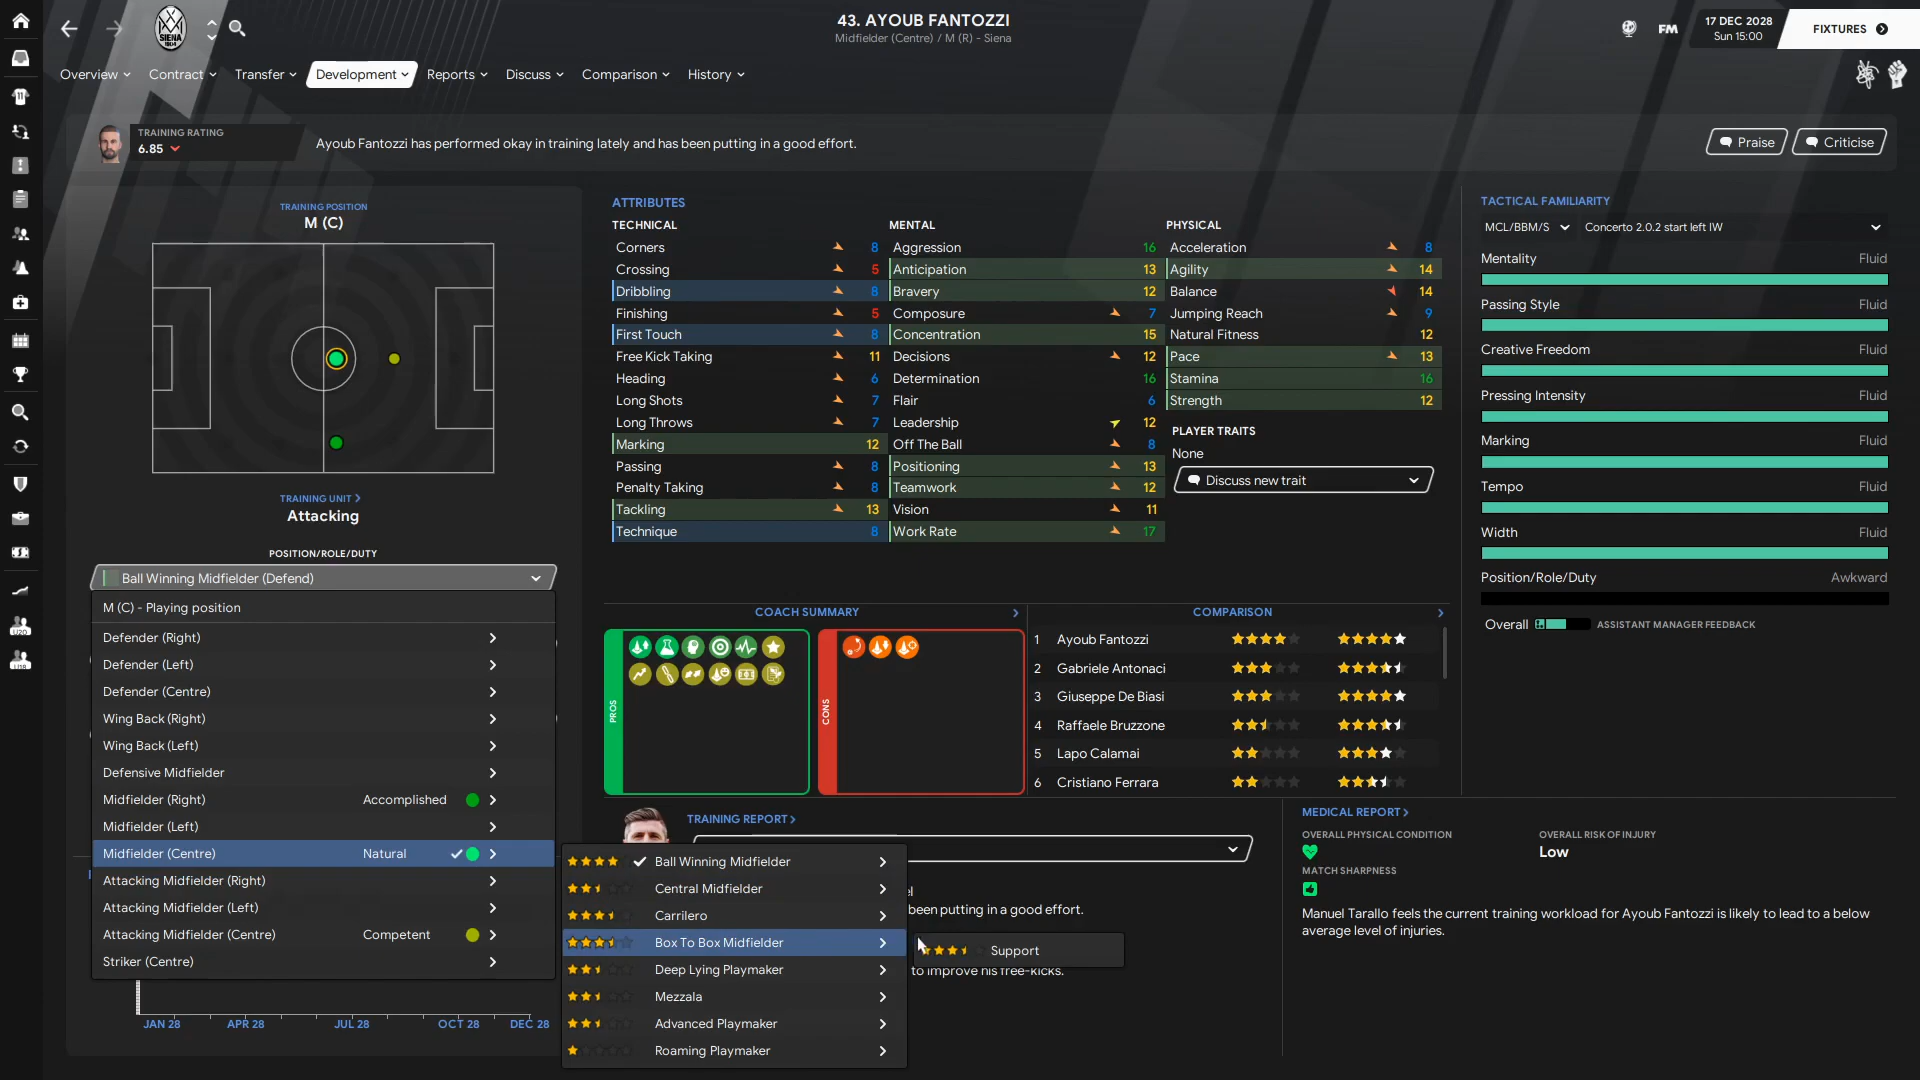 43. AYOUB FANTOZZI
Midfielder (Centre) / M (R) - Siena
SIENA
1904
11
FM
17 DEC 2028
Sun 15:00
FIXTURES
Overview
Contract
Transfer
Development
Reports
Discuss
Comparison
History
TRAINING RATING
6.85
Ayoub Fantozzi has performed okay in training lately and has been putting in a good effort.
Praise
Criticise
TRAINING POSITION
M (C)
TRAINING UNIT
Attacking
POSITION/ROLE/DUTY
Ball Winning Midfielder (Defend)
M (C) - Playing position
Defender (Right)
Defender (Left)
Defender (Centre)
Wing Back (Right)
Wing Back (Left)
Defensive Midfielder
Midfielder (Right) Accomplished
Midfielder (Left)
Midfielder (Centre) Natural
Attacking Midfielder (Right)
Attacking Midfielder (Left)
Attacking Midfielder (Centre) Competent
Striker (Centre)
JAN 28
APR 28
JUL 28
OCT 28
DEC 28
U20
U18
ATTRIBUTES
TECHNICAL
Corners 8
Crossing 5
Dribbling 8
Finishing 5
First Touch 8
Free Kick Taking 11
Heading 6
Long Shots 7
Long Throws 7
Marking 12
Passing 8
Penalty Taking 8
Tackling 13
Technique 8
MENTAL
Aggression 16
Anticipation 13
Bravery 12
Composure 7
Concentration 15
Decisions 12
Determination 16
Flair 6
Leadership 12
Off The Ball 8
Positioning 13
Teamwork 12
Vision 11
Work Rate 17
PHYSICAL
Acceleration 8
Agility 14
Balance 14
Jumping Reach 9
Natural Fitness 12
Pace 13
Stamina 16
Strength 12
PLAYER TRAITS
None
Discuss new trait
COACH SUMMARY
PROS
CONS
COMPARISON
1 Ayoub Fantozzi
2 Gabriele Antonaci
3 Giuseppe De Biasi
4 Raffaele Bruzzone
5 Lapo Calamai
6 Cristiano Ferrara
TRAINING REPORT
Ball Winning Midfielder
Central Midfielder
Carrilero
Box To Box Midfielder
Deep Lying Playmaker
Mezzala
Advanced Playmaker
Roaming Playmaker
Support
been putting in a good effort.
to improve his free-kicks.
TACTICAL FAMILIARITY
MCL/BBM/S
Concerto 2.0.2 start left IW
Mentality Fluid
Passing Style Fluid
Creative Freedom Fluid
Pressing Intensity Fluid
Marking Fluid
Tempo Fluid
Width Fluid
Position/Role/Duty Awkward
Overall
ASSISTANT MANAGER FEEDBACK
MEDICAL REPORT
OVERALL PHYSICAL CONDITION
OVERALL RISK OF INJURY
Low
MATCH SHARPNESS
Manuel Tarallo feels the current training workload for Ayoub Fantozzi is likely to lead to a below
average level of injuries.